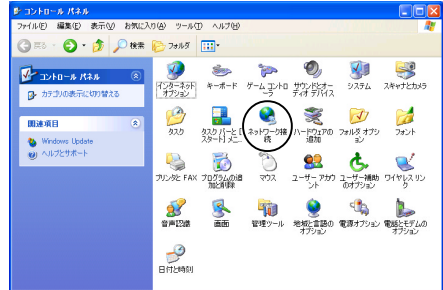 コントロール パネル
ファイル(F) 編集(E) 表示(V) お気に入り(A) ツール(T) ヘルプ(H)
戻る 検索 フォルダ
コントロール パネル
カテゴリの表示に切り替える
関連項目
Windows Update
ヘルプとサポート
インターネット オプション
キーボード
ゲーム コントローラ
サウンドとオーディオ デバイス
システム
スキャナとカメラ
タスク
タスク バーと [スタート] メニ...
ネットワーク接続
ハードウェアの追加
フォルダ オプション
フォント
プリンタと FAX
プログラムの追加と削除
マウス
ユーザー アカウント
ユーザー補助のオプション
ワイヤレス リンク
音声認識
画面
管理ツール
地域と言語のオプション
電源オプション
電話とモデムのオプション
日付と時刻